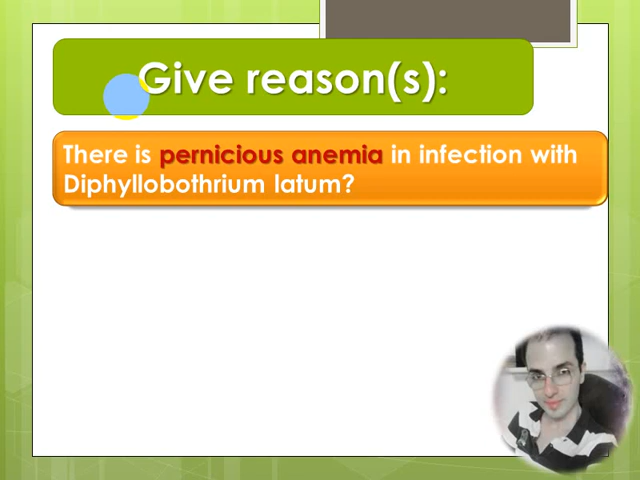 Give reason(s):
There is pernicious anemia in infection with
Diphyllobothrium latum?